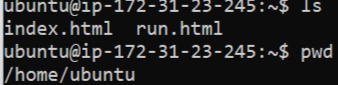 ubuntu@ip-172-31-23-245:~$ ls
index.html  run.html
ubuntu@ip-172-31-23-245:~$ pwd
/home/ubuntu